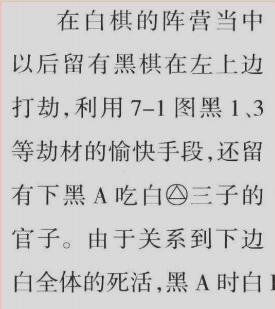 在白棋的阵营当中
以后留有黑棋在左上边
打劫,利用7-1图黑1、3
等劫材的愉快手段,还留
有下黑A吃白△三子的
官子。由于关系到下边
白全体的死活,黑A时白